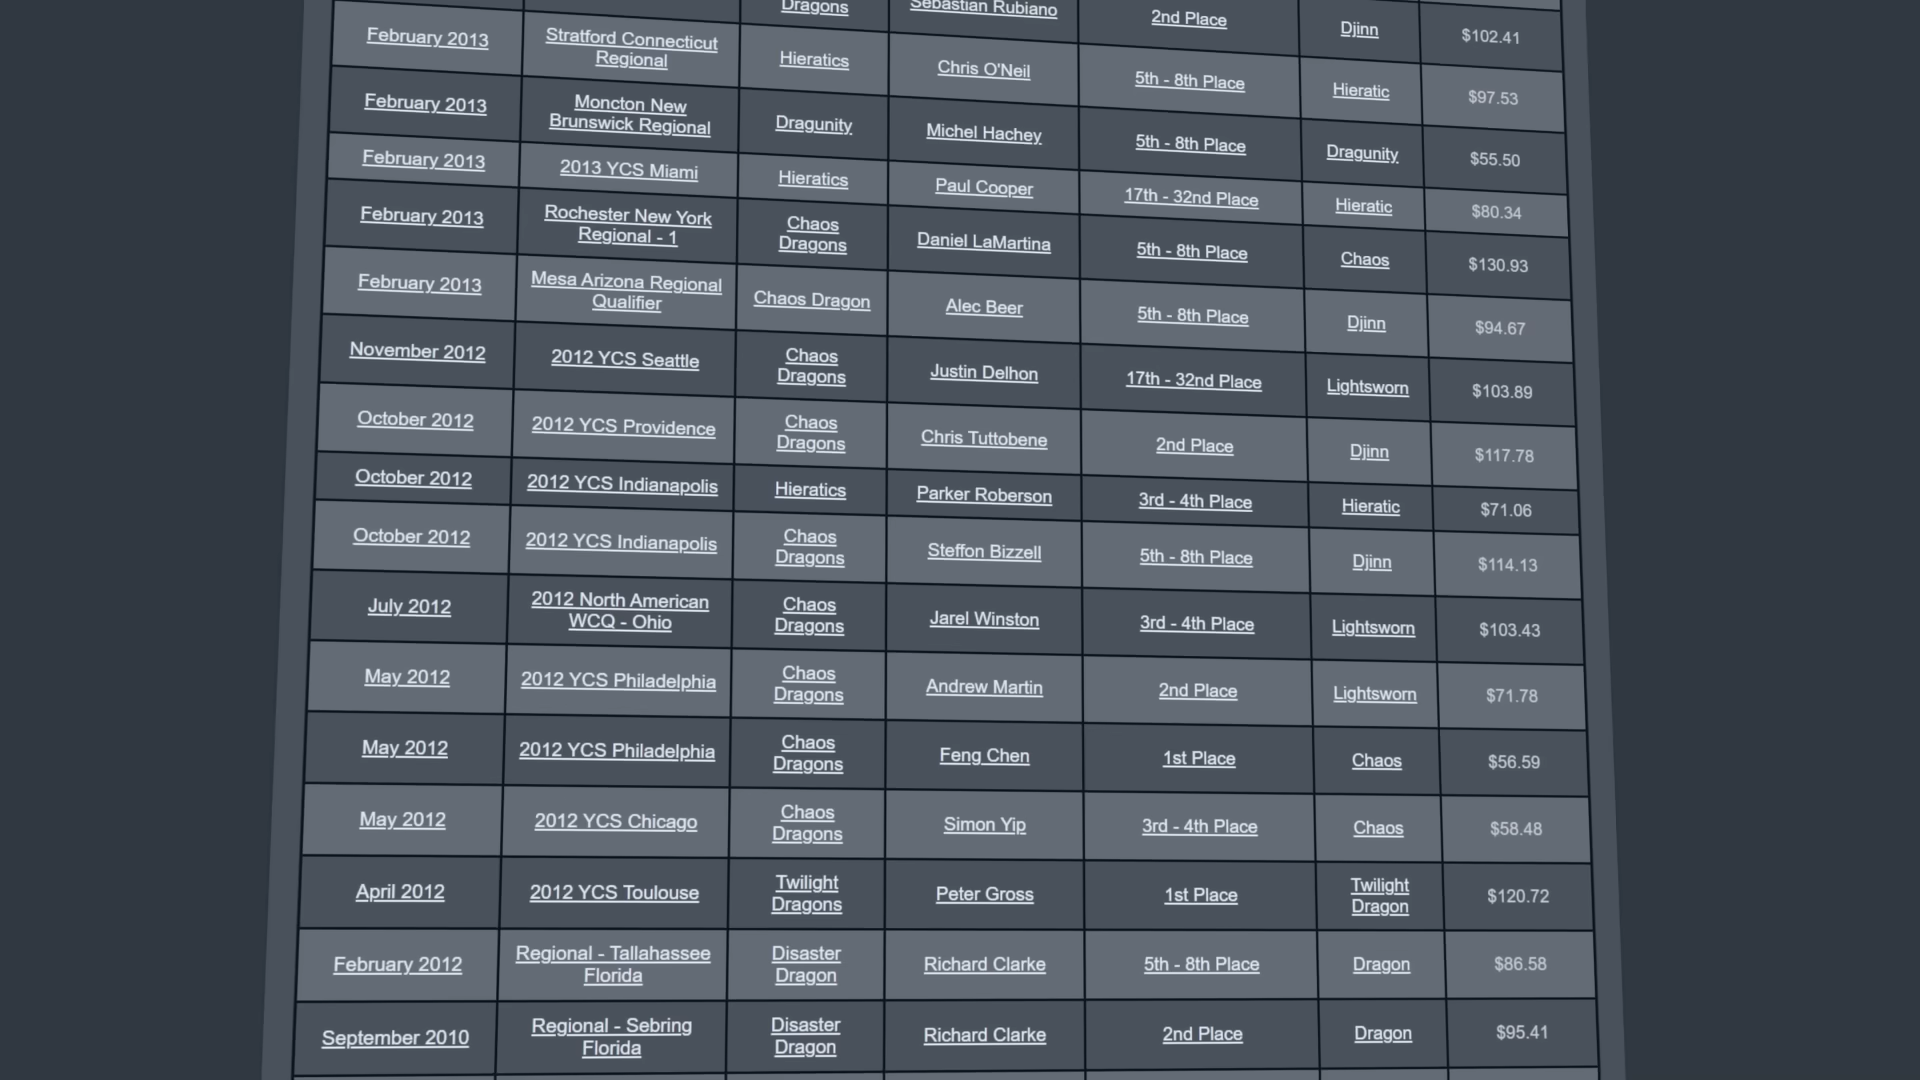 Dragons Sebastian Rubiano 2nd Place Djinn $102.41
February 2013 Stratford Connecticut Hieratics Chris O'Neil 5th - 8th Place Hieratic $97.53
Regional
February 2013 Moncton New Dragunity Michel Hachey 5th - 8th Place Dragunity $55.50
Brunswick Regional
February 2013 2013 YCS Miami Hieratics Paul Cooper 17th - 32nd Place Hieratic $80.34
February 2013 Rochester New York Chaos Daniel LaMartina 5th - 8th Place Chaos $130.93
Regional - 1 Dragons
February 2013 Mesa Arizona Regional Chaos Dragon Alec Beer 5th - 8th Place Djinn $94.67
Qualifier
November 2012 2012 YCS Seattle Chaos Justin Delhon 17th - 32nd Place Lightsworn $103.89
Dragons
October 2012 2012 YCS Providence Chaos Chris Tuttobene 2nd Place Djinn $117.78
Dragons
October 2012 2012 YCS Indianapolis Hieratics Parker Roberson 3rd - 4th Place Hieratic $71.06
October 2012 2012 YCS Indianapolis Chaos Steffon Bizzell 5th - 8th Place Djinn $114.13
Dragons
July 2012 2012 North American Chaos Jarel Winston 3rd - 4th Place Lightsworn $103.43
WCQ - Ohio Dragons
May 2012 2012 YCS Philadelphia Chaos Andrew Martin 2nd Place Lightsworn $71.78
Dragons
May 2012 2012 YCS Philadelphia Chaos Feng Chen 1st Place Chaos $56.59
Dragons
May 2012 2012 YCS Chicago Chaos Simon Yip 3rd - 4th Place Chaos $58.48
Dragons
April 2012 2012 YCS Toulouse Twilight Peter Gross 1st Place Twilight $120.72
Dragons Dragon
February 2012 Regional - Tallahassee Disaster Richard Clarke 5th - 8th Place Dragon $86.58
Florida Dragon
September 2010 Regional - Sebring Disaster Richard Clarke 2nd Place Dragon $95.41
Florida Dragon